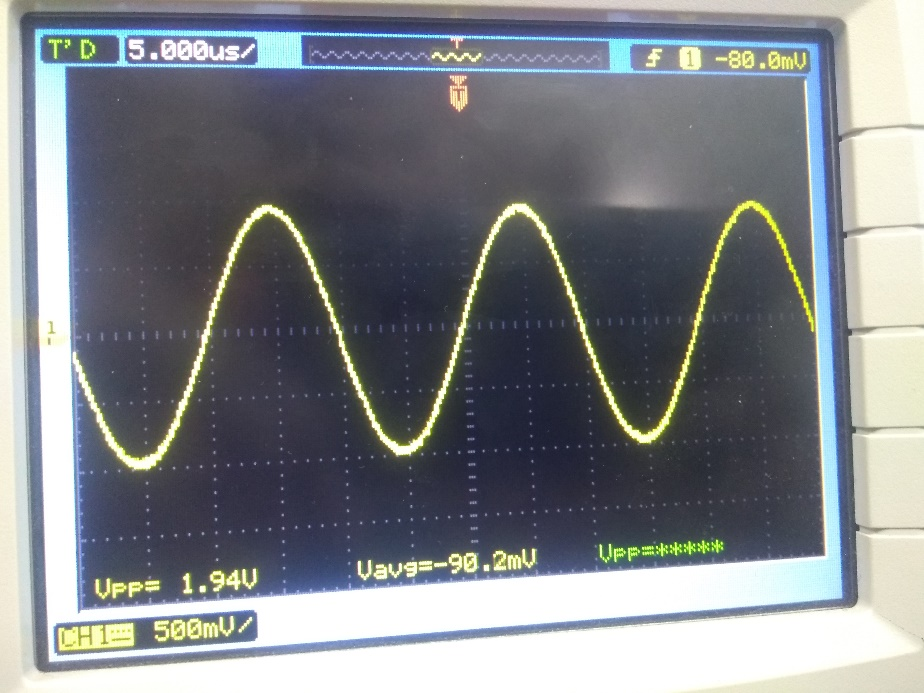 T'D 5.000us/ T 1 -80.0mV
T
1
Vpp= 1.94V Vavg=-90.2mV Vpp=*****
CH1 500mV/